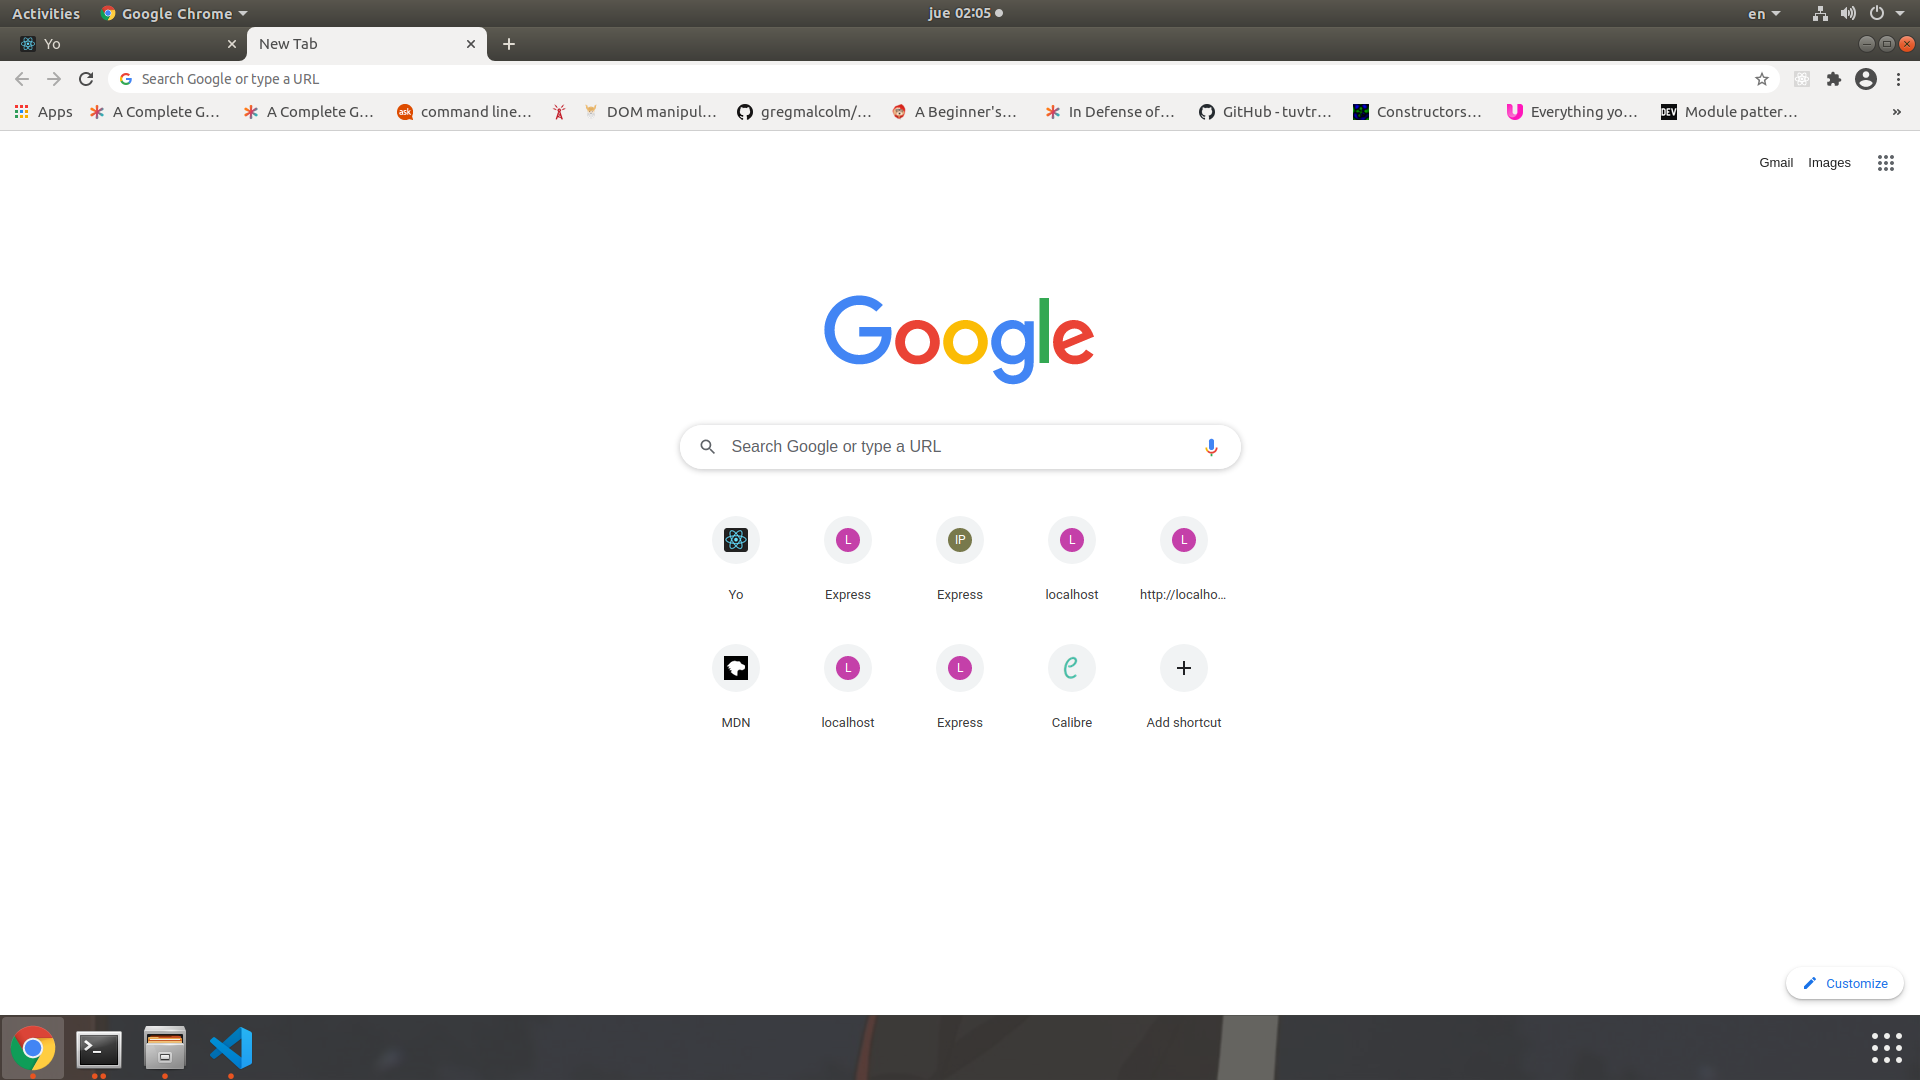 Activities Google Chrome jue 02:05 en
Yo New Tab
Search Google or type a URL
Apps A Complete G... A Complete G... command line... DOM manipul... gregmalcolm/... A Beginner's... In Defense of... GitHub - tuvtr... Constructors... Everything yo... Module patter... »
Gmail Images
Google
Search Google or type a URL
L IP L L
Yo Express Express localhost http://localho...
L L
MDN localhost Express Calibre Add shortcut
Customize